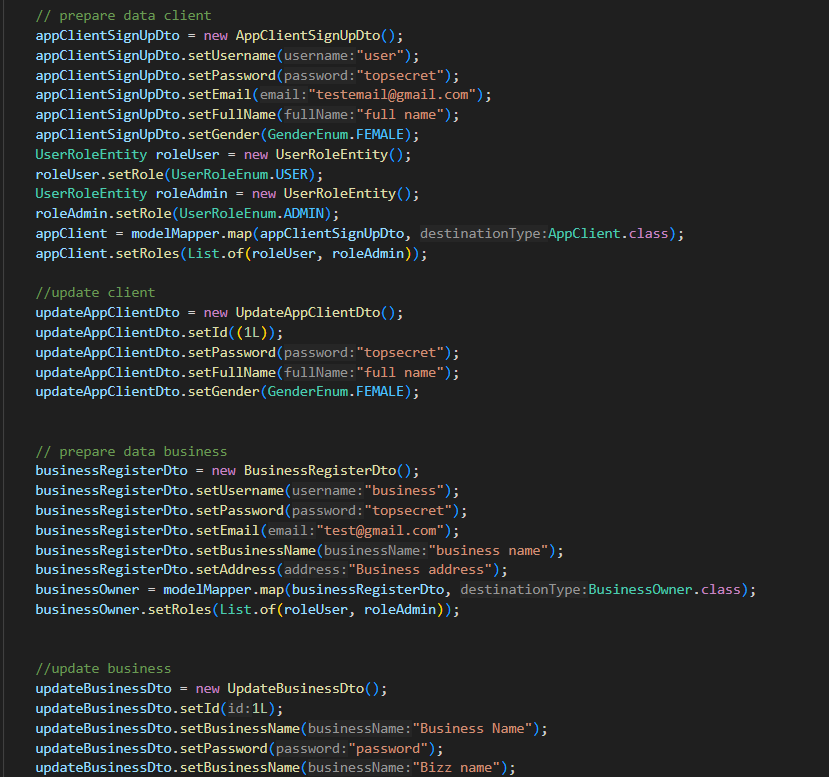 // prepare data client
appClientSignUpDto = new AppClientSignUpDto();
appClientSignUpDto.setUsername(username:"user");
appClientSignUpDto.setPassword(password:"topsecret");
appClientSignUpDto.setEmail(email:"testemail@gmail.com");
appClientSignUpDto.setFullName(fullName:"full name");
appClientSignUpDto.setGender(GenderEnum.FEMALE);
UserRoleEntity roleUser = new UserRoleEntity();
roleUser.setRole(UserRoleEnum.USER);
UserRoleEntity roleAdmin = new UserRoleEntity();
roleAdmin.setRole(UserRoleEnum.ADMIN);
appClient = modelMapper.map(appClientSignUpDto, destinationType:AppClient.class);
appClient.setRoles(List.of(roleUser, roleAdmin));
//update client
updateAppClientDto = new UpdateAppClientDto();
updateAppClientDto.setId((1L));
updateAppClientDto.setPassword(password:"topsecret");
updateAppClientDto.setFullName(fullName:"full name");
updateAppClientDto.setGender(GenderEnum.FEMALE);
// prepare data business
businessRegisterDto = new BusinessRegisterDto();
businessRegisterDto.setUsername(username:"business");
businessRegisterDto.setPassword(password:"topsecret");
businessRegisterDto.setEmail(email:"test@gmail.com");
businessRegisterDto.setBusinessName(businessName:"business name");
businessRegisterDto.setAddress(address:"Business address");
businessOwner = modelMapper.map(businessRegisterDto, destinationType:BusinessOwner.class);
businessOwner.setRoles(List.of(roleUser, roleAdmin));
//update business
updateBusinessDto = new UpdateBusinessDto();
updateBusinessDto.setId(id:1L);
updateBusinessDto.setBusinessName(businessName:"Business Name");
updateBusinessDto.setPassword(password:"password");
updateBusinessDto.setBusinessName(businessName:"Bizz name");